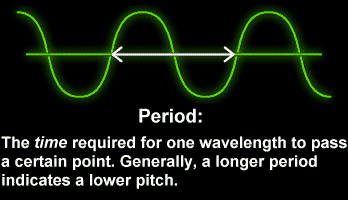 Period:
The time required for one wavelength to pass
a certain point. Generally, a longer period
indicates a lower pitch.